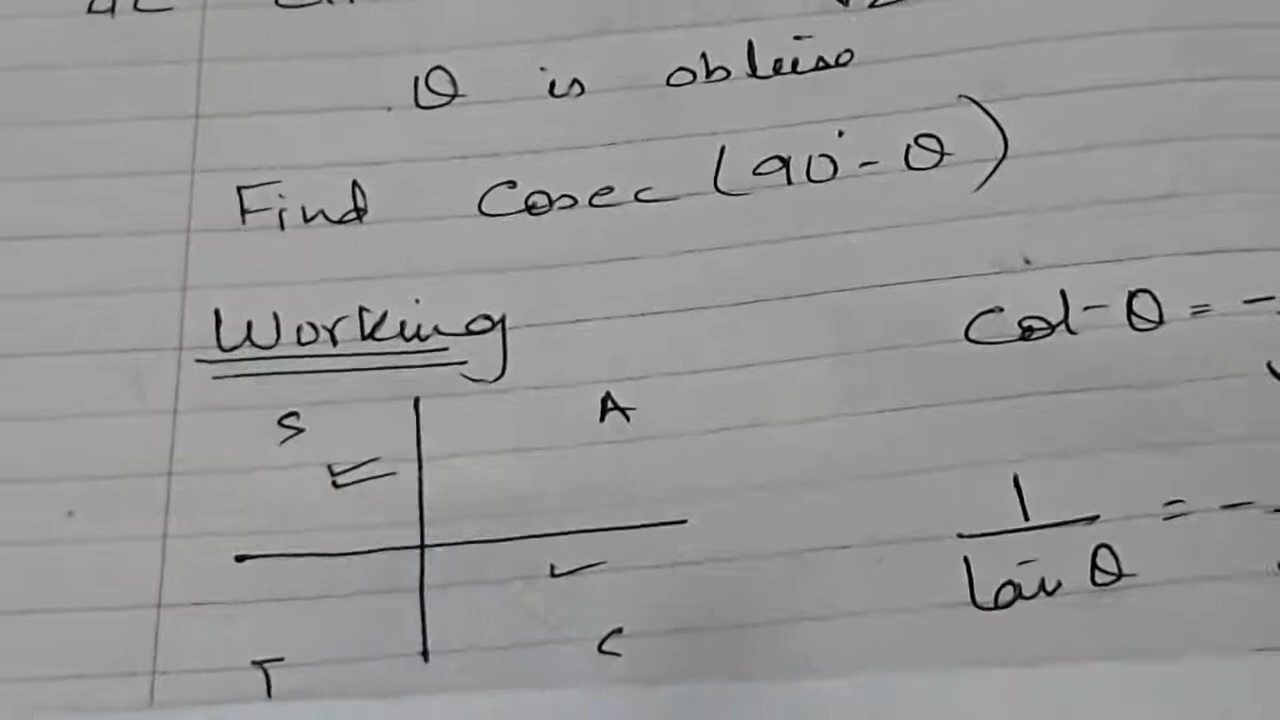 θ is obtuse
Find Cosec (90° - θ)
Working
Cot θ = -
S A
1/tan θ = -
T C